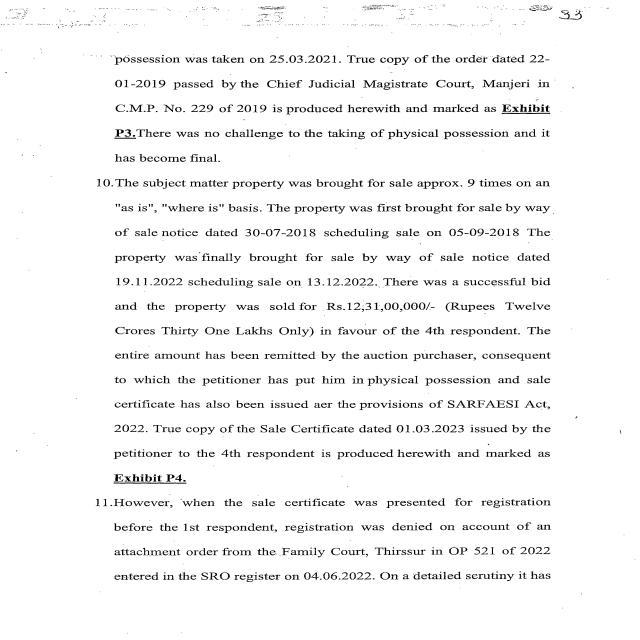 33
possession was taken on 25.03.2021. True copy of the order dated 22-
01-2019 passed by the Chief Judicial Magistrate Court, Manjeri in
C.M.P. No. 229 of 2019 is produced herewith and marked as Exhibit
P3.There was no challenge to the taking of physical possession and it
has become final.
10.The subject matter property was brought for sale approx. 9 times on an
"as is", "where is" basis. The property was first brought for sale by way
of sale notice dated 30-07-2018 scheduling sale on 05-09-2018 The
property was finally brought for sale by way of sale notice dated
19.11.2022 scheduling sale on 13.12.2022. There was a successful bid
and the property was sold for Rs.12,31,00,000/- (Rupees Twelve
Crores Thirty One Lakhs Only) in favour of the 4th respondent. The
entire amount has been remitted by the auction purchaser, consequent
to which the petitioner has put him in physical possession and sale
certificate has also been issued aer the provisions of SARFAESI Act,
2022. True copy of the Sale Certificate dated 01.03.2023 issued by the
petitioner to the 4th respondent is produced herewith and marked as
Exhibit P4.
11.However, when the sale certificate was presented for registration
before the 1st respondent, registration was denied on account of an
attachment order from the Family Court, Thirssur in OP 521 of 2022
entered in the SRO register on 04.06.2022. On a detailed scrutiny it has